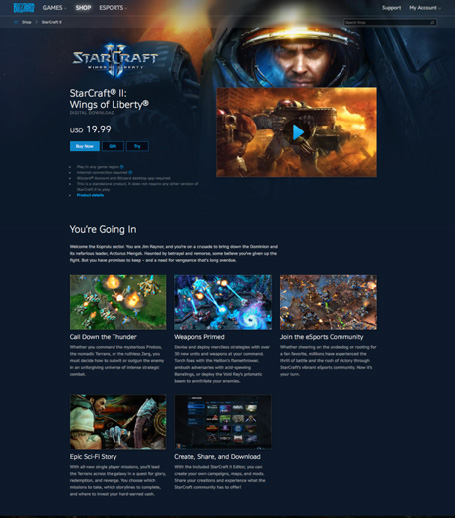 BLIZZARD GAMES SHOP ESPORTS Support My Account
Shop > StarCraft II Search Shop
STARCRAFT
WINGS OF LIBERTY
StarCraft® II:
Wings of Liberty®
DIGITAL DOWNLOAD
USD 19.99
Buy Now Gift Try
Play in any game region
Internet connection required
Blizzard® Account and Blizzard desktop app required.
This is a standalone product. It does not require any other version of
StarCraft II to play.
Product details
You're Going In
Welcome the Koprulu sector. You are Jim Raynor, and you're on a crusade to bring down the Dominion and
its nefarious leader, Arcturus Mengsk. Haunted by betrayal and remorse, some believe you've given up the
fight. But you have promises to keep – and a need for vengeance that's long overdue.
Call Down the Thunder
Whether you command the mysterious Protoss,
the nomadic Terrans, or the ruthless Zerg, you
must decide how to outwit or outgun the enemy
in an unforgiving universe of intense strategic
combat.
Weapons Primed
Devise and deploy merciless strategies with over
30 new units and weapons at your command.
Torch foes with the Hellion's flamethrower,
ambush adversaries with acid-spewing
Banelings, or deploy the Void Ray's prismatic
beam to annihilate your enemies.
Join the eSports Community
Whether cheering on the underdog or rooting for
a fan favorite, millions have experienced the
thrill of battle and the rush of victory through
StarCraft's vibrant eSports community. Now it's
your turn.
Epic Sci-Fi Story
With all-new single player missions, you'll lead
the Terrans across the galaxy in a quest for glory,
redemption, and revenge. You choose which
missions to take, which storylines to complete,
and where to invest your hard-earned cash.
Create, Share, and Download
With the included StarCraft II Editor, you can
create your own campaigns, maps, and mods.
Share your creations and experience what the
StarCraft community has to offer!